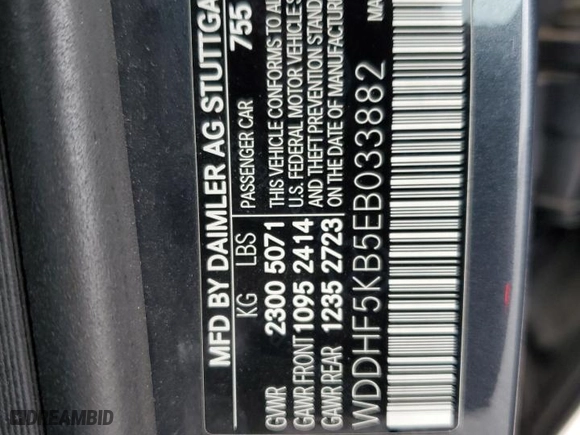 MFD BY DAIMLER AG STUTTGA
755
KG LBS PASSENGER CAR
GVWR 2300 5071 THIS VEHICLE CONFORMS TO AL
GAWR FRONT 1095 2414 U.S. FEDERAL MOTOR VEHICLE S
GAWR REAR 1235 2723 AND THEFT PREVENTION STAND
ON THE DATE OF MANUFACTUR
WDDHF5KB5EB033882
MA
DREAMBID